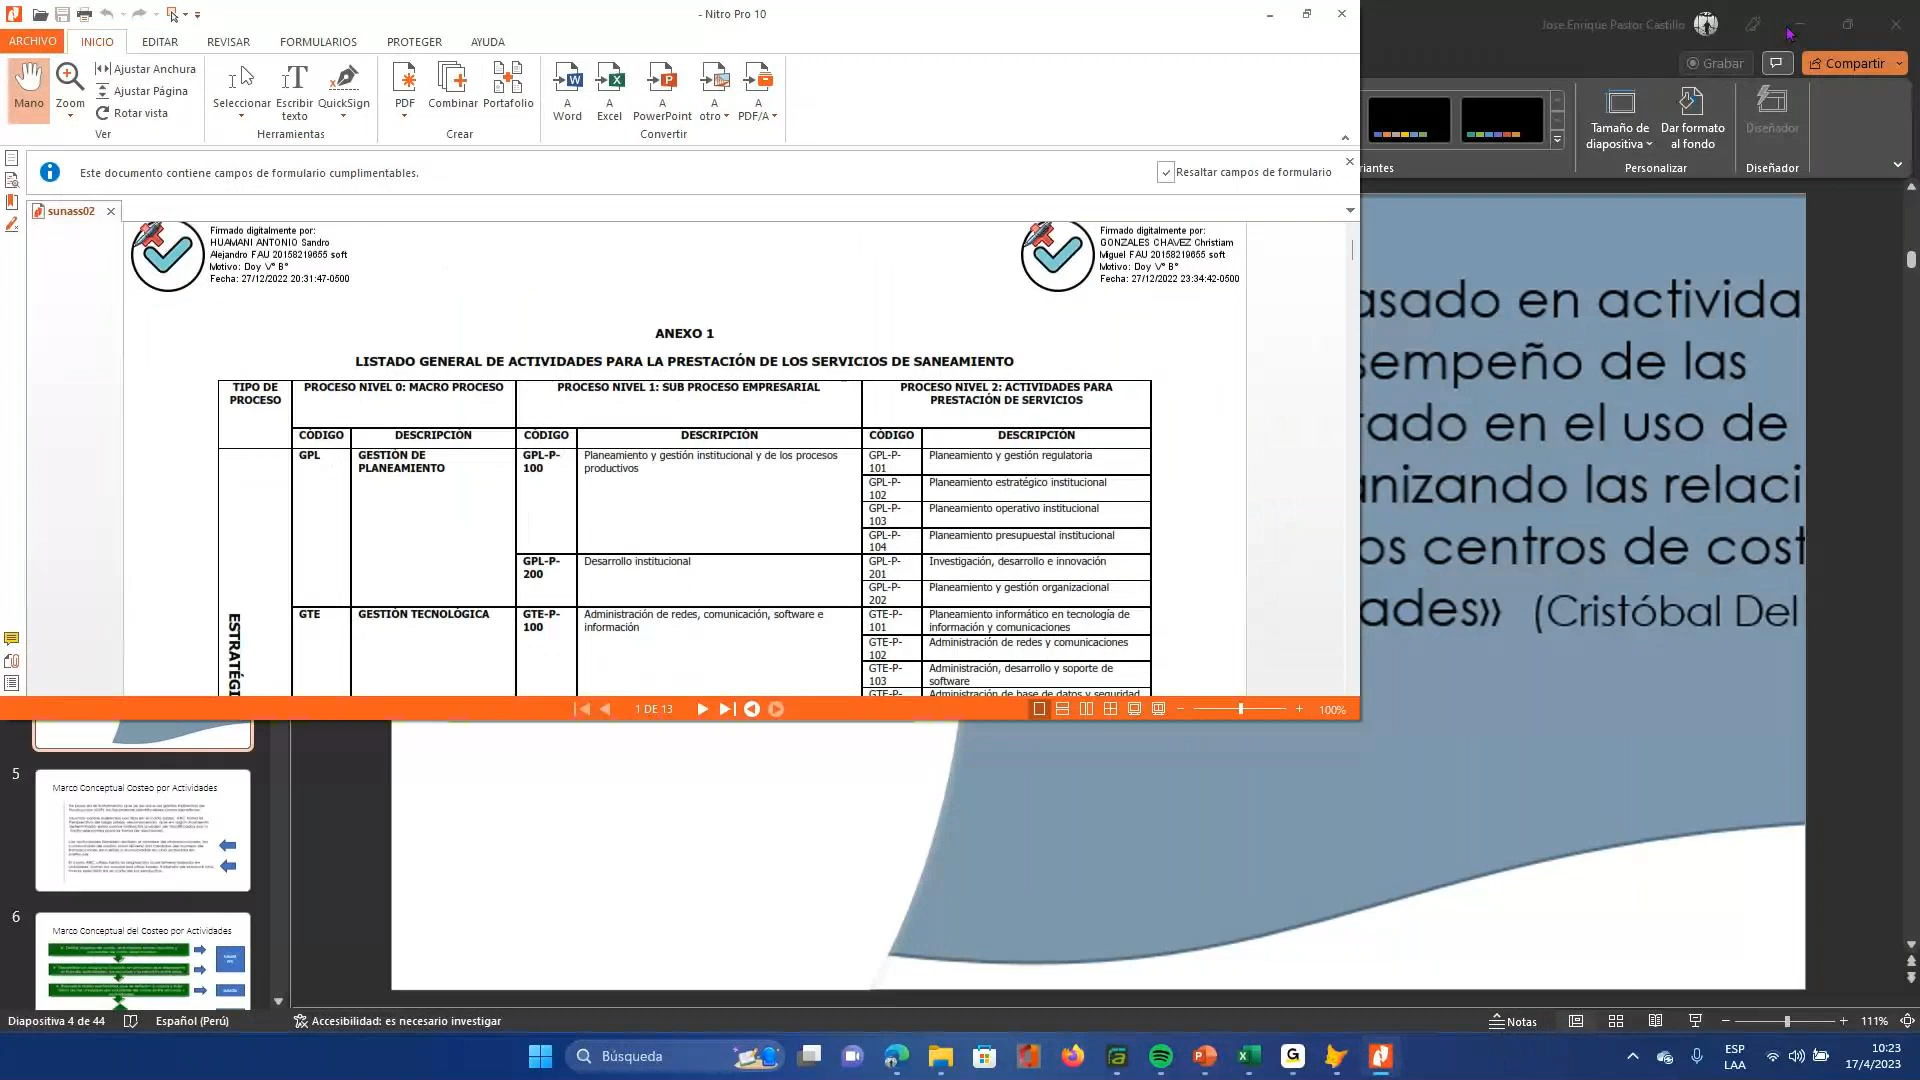 - Nitro Pro 10
ARCHIVO INICIO EDITAR REVISAR FORMULARIOS PROTEGER AYUDA
Mano
Zoom
Ajustar Anchura
Ajustar Página
Rotar vista
Ver
Seleccionar
Escribir texto
QuickSign
Herramientas
PDF
Combinar
Portafolio
Crear
A Word
A Excel
A PowerPoint
A otro
A PDF/A
Convertir
Este documento contiene campos de formulario cumplimentables.
Resaltar campos de formulario
sunass02
Firmado digitalmente por:
HUAMANI ANTONIO Sandro
Alejandro FAU 20158219655 soft
Motivo: Doy V° B°
Fecha: 27/12/2022 20:31:47-0500
Firmado digitalmente por:
GONZALES CHAVEZ Christiam
Miguel FAU 20158219655 soft
Motivo: Doy V° B°
Fecha: 27/12/2022 23:34:42-0500
ANEXO 1
LISTADO GENERAL DE ACTIVIDADES PARA LA PRESTACIÓN DE LOS SERVICIOS DE SANEAMIENTO
TIPO DE PROCESO
PROCESO NIVEL 0: MACRO PROCESO
PROCESO NIVEL 1: SUB PROCESO EMPRESARIAL
PROCESO NIVEL 2: ACTIVIDADES PARA
PRESTACIÓN DE SERVICIOS
CÓDIGO DESCRIPCIÓN CÓDIGO DESCRIPCIÓN CÓDIGO DESCRIPCIÓN
ESTRATÉGI
GPL
GESTIÓN DE
PLANEAMIENTO
GPL-P-100
Planeamiento y gestión institucional y de los procesos
productivos
GPL-P-101 Planeamiento y gestión regulatoria
GPL-P-102 Planeamiento estratégico institucional
GPL-P-103 Planeamiento operativo institucional
GPL-P-104 Planeamiento presupuestal institucional
GPL-P-200
Desarrollo institucional
GPL-P-201 Investigación, desarrollo e innovación
GPL-P-202 Planeamiento y gestión organizacional
GTE
GESTIÓN TECNOLÓGICA
GTE-P-100
Administración de redes, comunicación, software e
información
GTE-P-101 Planeamiento informático en tecnología de
información y comunicaciones
GTE-P-102 Administración de redes y comunicaciones
GTE-P-103 Administración, desarrollo y soporte de
software
GTE-P- Administración de base de datos y seguridad
1 DE 13
100%
Jose Enrique Pastor Castillo
Grabar
Compartir
Tamaño de diapositiva
Dar formato al fondo
Diseñador
riantes
Personalizar
Diseñador
asado en activida
sempeño de las
rado en el uso de
anizando las relaci
os centros de cost
ades» (Cristóbal Del
5
Marco Conceptual Costeo por Actividades
6
Marco Conceptual del Costeo por Actividades
Diapositiva 4 de 44
Español (Perú)
Accesibilidad: es necesario investigar
Notas
111%
Búsqueda
ESP
LAA
10:23
17/4/2023